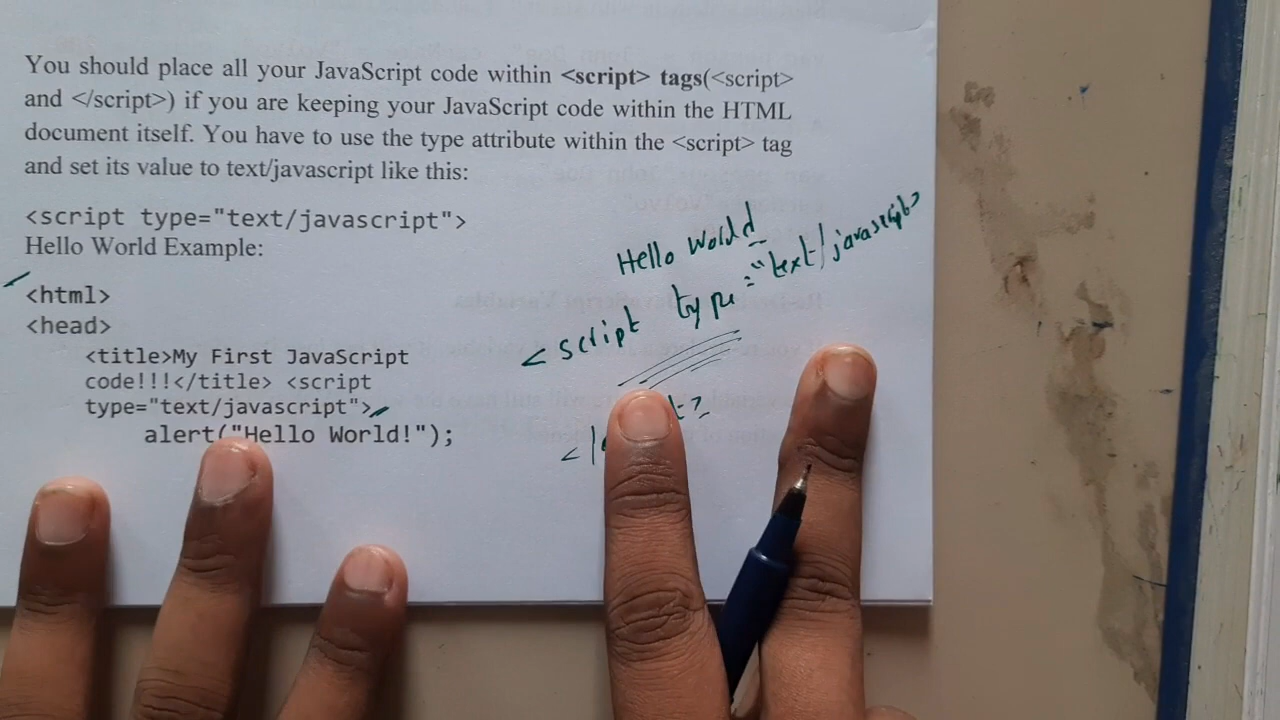 You should place all your JavaScript code within <script> tags(<script>
and </script>) if you are keeping your JavaScript code within the HTML
document itself. You have to use the type attribute within the <script> tag
and set its value to text/javascript like this:
<script type="text/javascript">
Hello World Example:
<html>
<head>
<title>My First JavaScript
code!!!</title> <script
type="text/javascript">
alert("Hello World!");
Hello World
<script type="text/javascript>